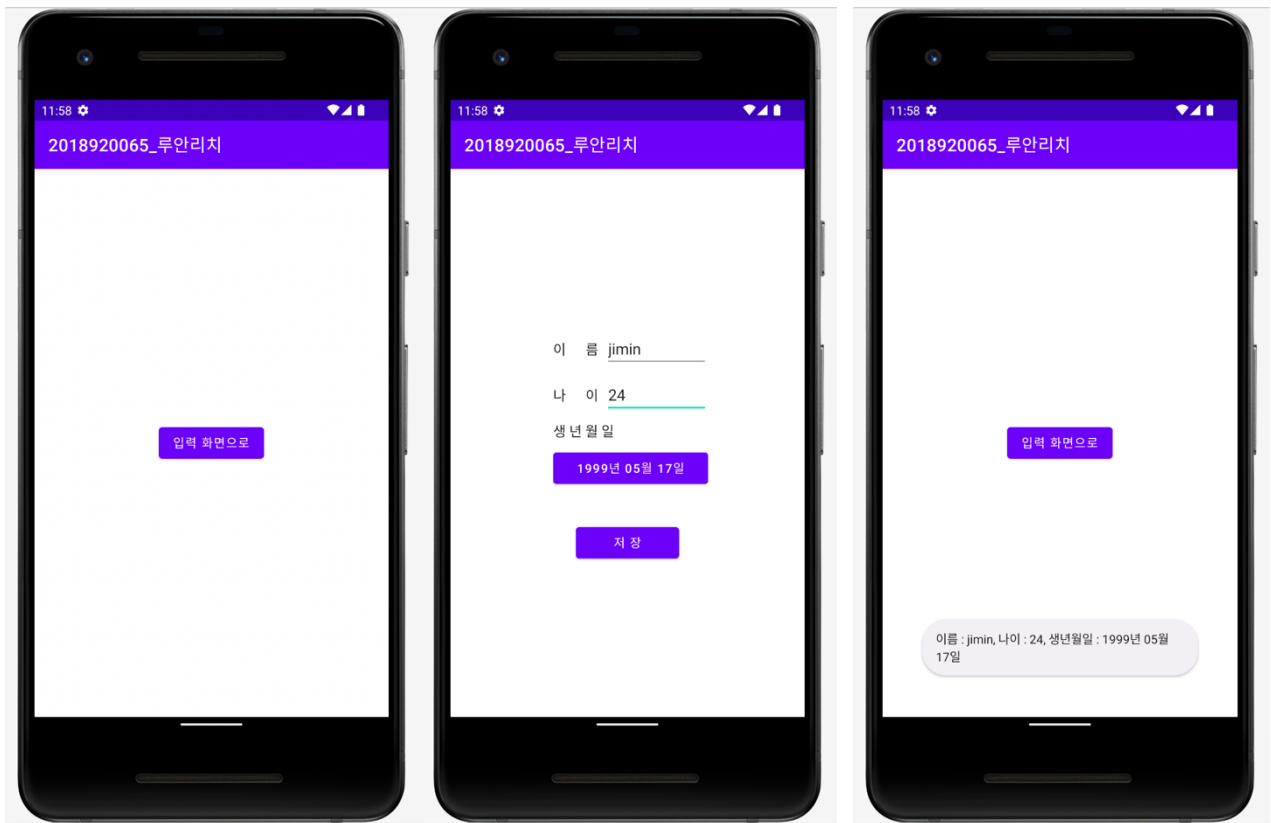 11:58
2018920065_루안리치
입력 화면으로
11:58
2018920065_루안리치
이 름 jimin
나 이 24
생년월일
1999년 05월 17일
저 장
11:58
2018920065_루안리치
입력 화면으로
이름 : jimin, 나이 : 24, 생년월일 : 1999년 05월
17일